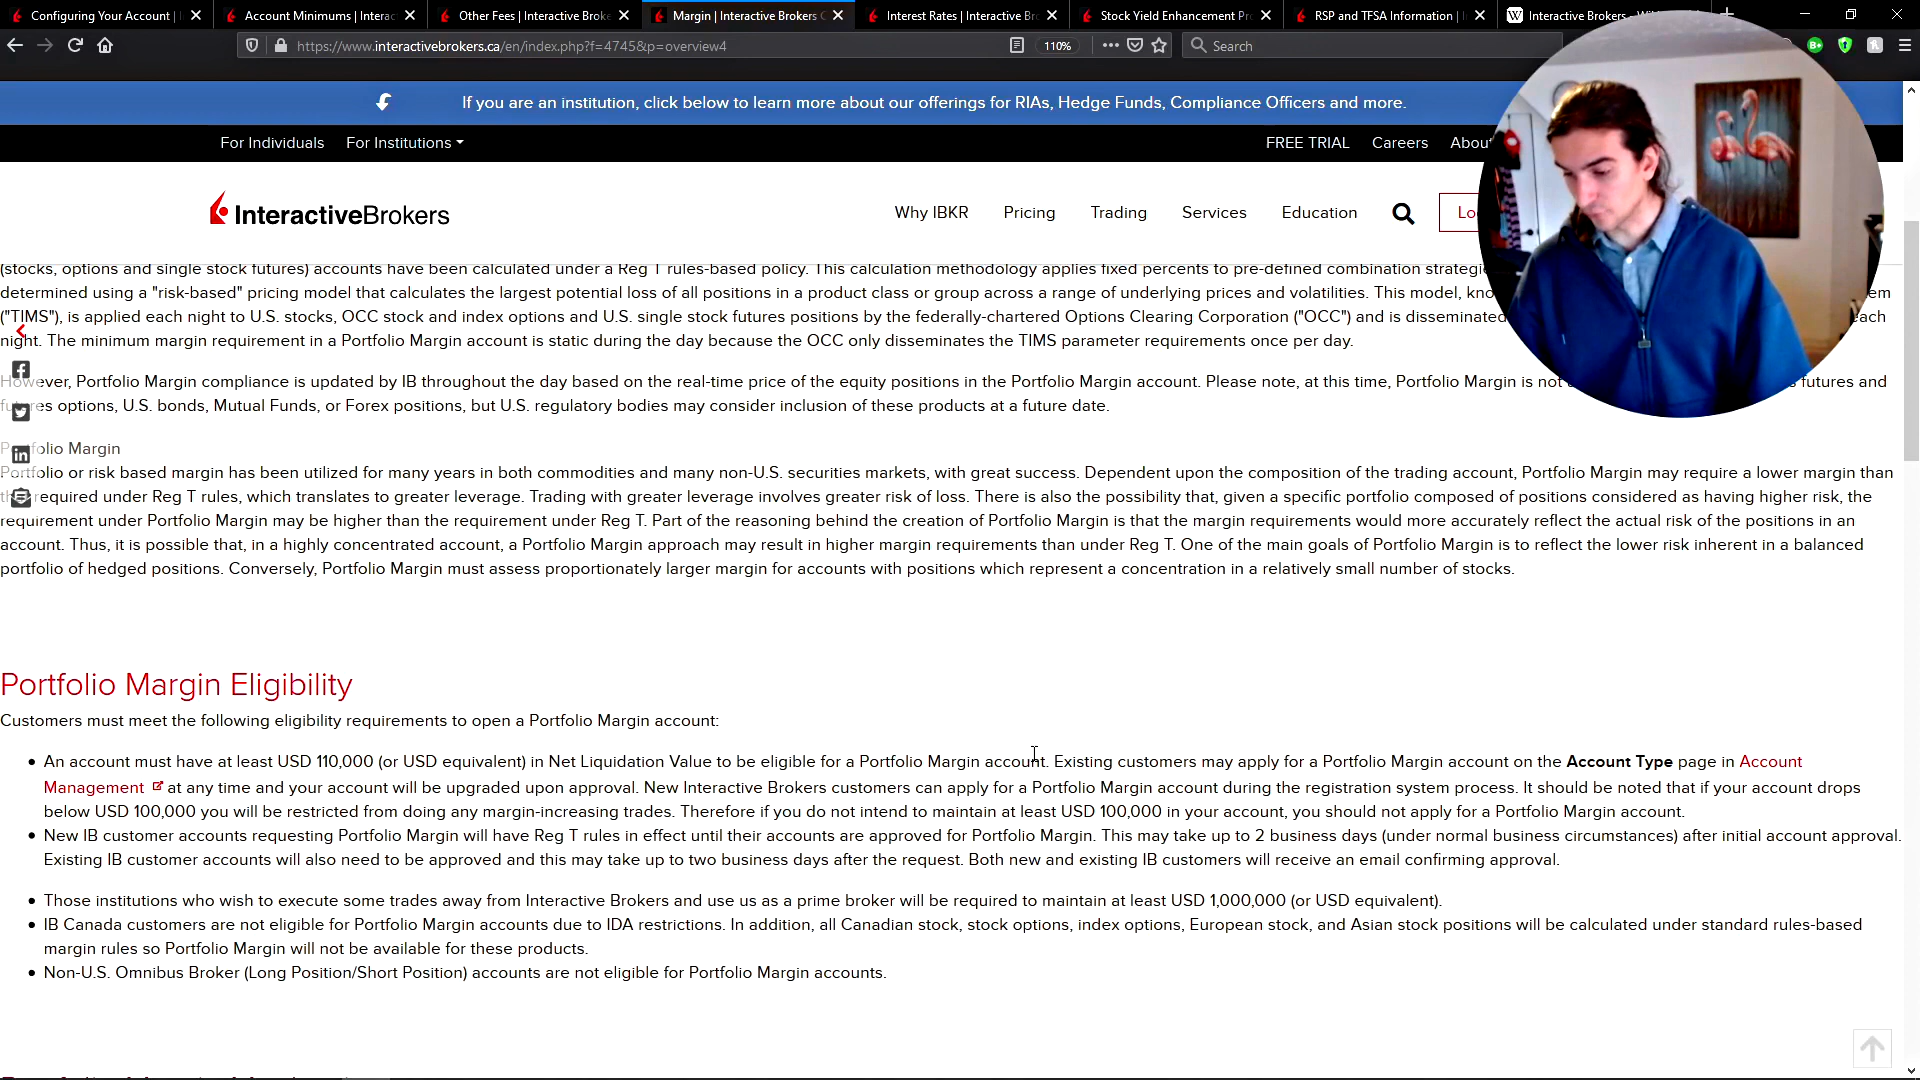 Configuring Your Account |
Account Minimums | Interac
Other Fees | Interactive Broke
Margin | Interactive Brokers C
Interest Rates | Interactive Br
Stock Yield Enhancement Pr
RSP and TFSA Information | I
W Interactive Brokers - Wi
https://www.interactivebrokers.ca/en/index.php?f=4745&p=overview4
110%
Search
If you are an institution, click below to learn more about our offerings for RIAs, Hedge Funds, Compliance Officers and more.
For Individuals For Institutions FREE TRIAL Careers About
InteractiveBrokers
Why IBKR Pricing Trading Services Education Lo
(stocks, options and single stock futures) accounts have been calculated under a Reg T rules-based policy. This calculation methodology applies fixed percents to pre-defined combination
determined using a "risk-based" pricing model that calculates the largest potential loss of all positions in a product class or group across a range of underlying prices and volatilities. This model,
("TIMS"), is applied each night to U.S. stocks, OCC stock and index options and U.S. single stock futures positions by the federally-chartered Options Clearing Corporation ("OCC") and is disseminated each
night. The minimum margin requirement in a Portfolio Margin account is static during the day because the OCC only disseminates the TIMS parameter requirements once per day.
However, Portfolio Margin compliance is updated by IB throughout the day based on the real-time price of the equity positions in the Portfolio Margin account. Please note, at this time, Portfolio Margin is not futures and
futures options, U.S. bonds, Mutual Funds, or Forex positions, but U.S. regulatory bodies may consider inclusion of these products at a future date.
Portfolio Margin
Portfolio or risk based margin has been utilized for many years in both commodities and many non-U.S. securities markets, with great success. Dependent upon the composition of the trading account, Portfolio Margin may require a lower margin than
that required under Reg T rules, which translates to greater leverage. Trading with greater leverage involves greater risk of loss. There is also the possibility that, given a specific portfolio composed of positions considered as having higher risk, the
requirement under Portfolio Margin may be higher than the requirement under Reg T. Part of the reasoning behind the creation of Portfolio Margin is that the margin requirements would more accurately reflect the actual risk of the positions in an
account. Thus, it is possible that, in a highly concentrated account, a Portfolio Margin approach may result in higher margin requirements than under Reg T. One of the main goals of Portfolio Margin is to reflect the lower risk inherent in a balanced
portfolio of hedged positions. Conversely, Portfolio Margin must assess proportionately larger margin for accounts with positions which represent a concentration in a relatively small number of stocks.
Portfolio Margin Eligibility
Customers must meet the following eligibility requirements to open a Portfolio Margin account:
An account must have at least USD 110,000 (or USD equivalent) in Net Liquidation Value to be eligible for a Portfolio Margin account. Existing customers may apply for a Portfolio Margin account on the Account Type page in Account
Management at any time and your account will be upgraded upon approval. New Interactive Brokers customers can apply for a Portfolio Margin account during the registration system process. It should be noted that if your account drops
below USD 100,000 you will be restricted from doing any margin-increasing trades. Therefore if you do not intend to maintain at least USD 100,000 in your account, you should not apply for a Portfolio Margin account.
New IB customer accounts requesting Portfolio Margin will have Reg T rules in effect until their accounts are approved for Portfolio Margin. This may take up to 2 business days (under normal business circumstances) after initial account approval.
Existing IB customer accounts will also need to be approved and this may take up to two business days after the request. Both new and existing IB customers will receive an email confirming approval.
Those institutions who wish to execute some trades away from Interactive Brokers and use us as a prime broker will be required to maintain at least USD 1,000,000 (or USD equivalent).
IB Canada customers are not eligible for Portfolio Margin accounts due to IDA restrictions. In addition, all Canadian stock, stock options, index options, European stock, and Asian stock positions will be calculated under standard rules-based
margin rules so Portfolio Margin will not be available for these products.
Non-U.S. Omnibus Broker (Long Position/Short Position) accounts are not eligible for Portfolio Margin accounts.